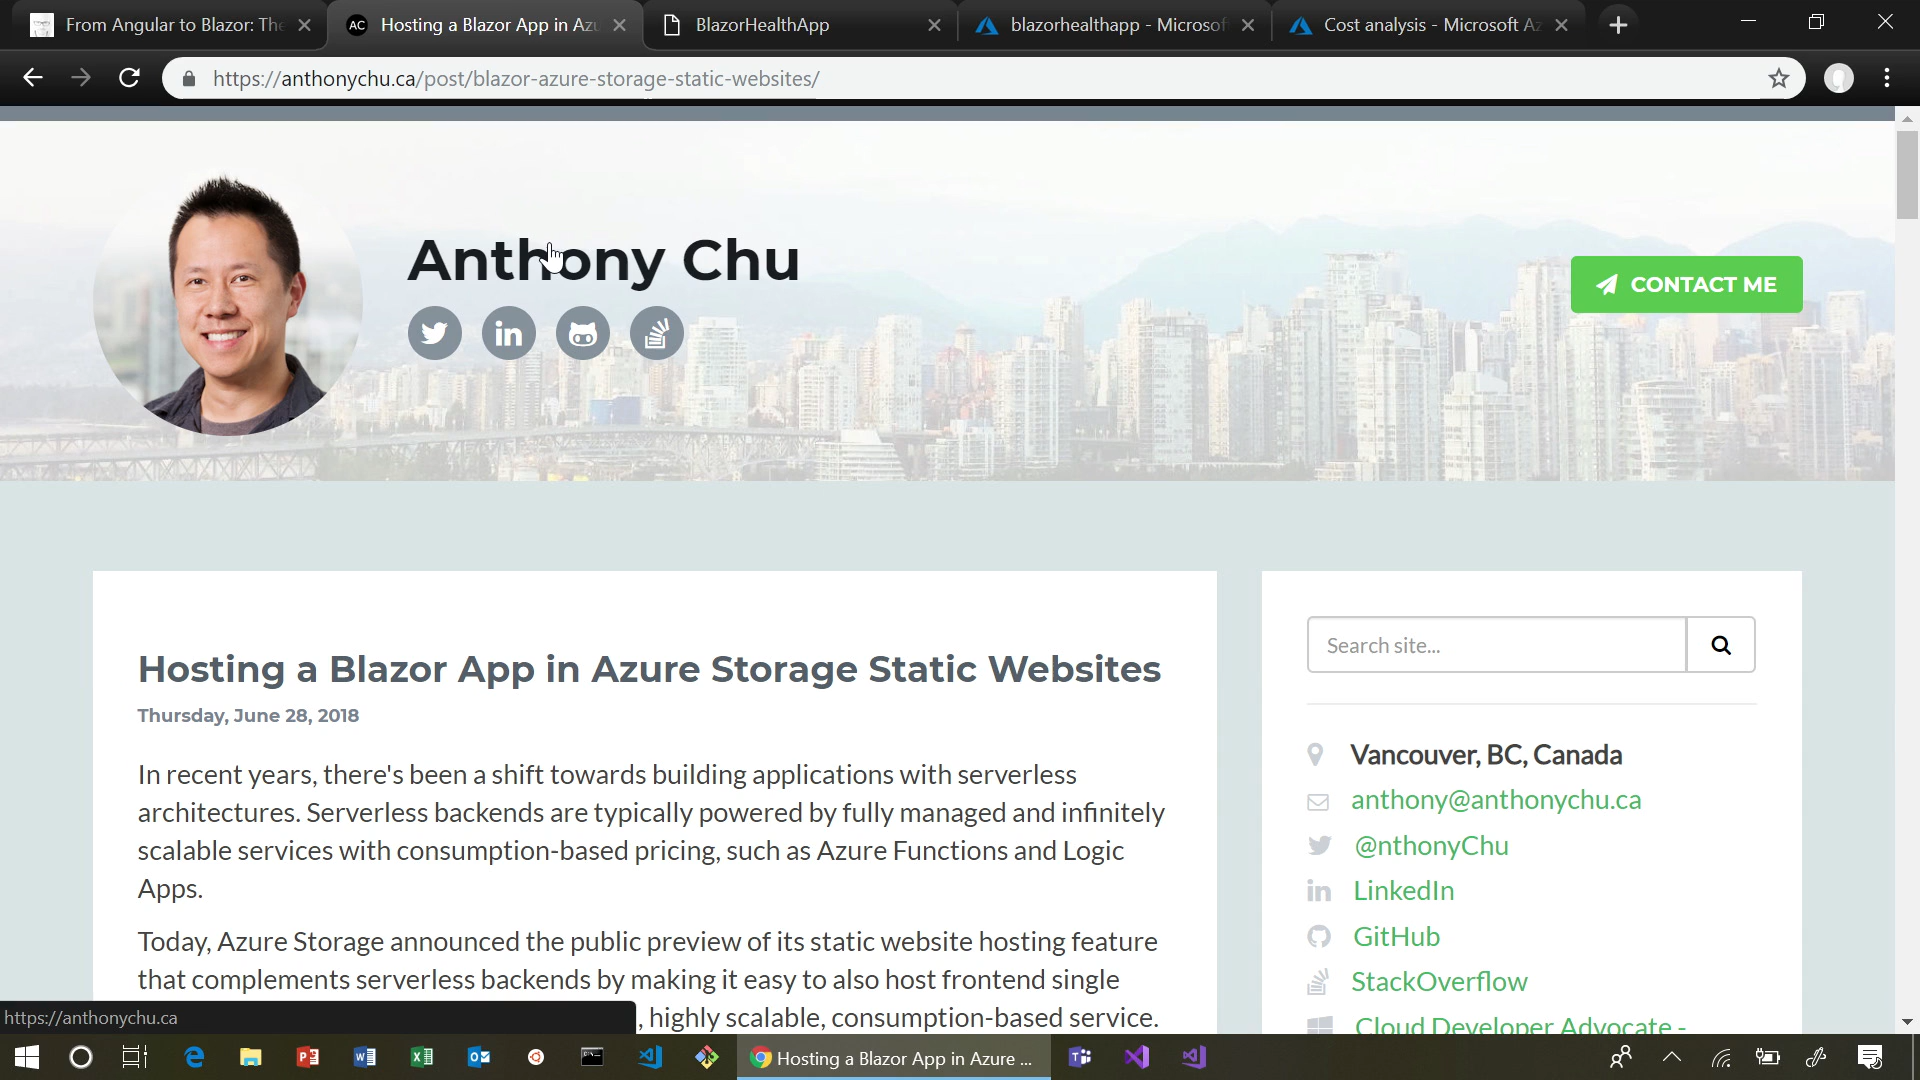 From Angular to Blazor: The
AC Hosting a Blazor App in Azu
BlazorHealthApp
blazorhealthapp - Microsof
Cost analysis - Microsoft Az
https://anthonychu.ca/post/blazor-azure-storage-static-websites/
Anthony Chu
CONTACT ME
Hosting a Blazor App in Azure Storage Static Websites
Thursday, June 28, 2018
In recent years, there's been a shift towards building applications with serverless
architectures. Serverless backends are typically powered by fully managed and infinitely
scalable services with consumption-based pricing, such as Azure Functions and Logic
Apps.
Today, Azure Storage announced the public preview of its static website hosting feature
that complements serverless backends by making it easy to also host frontend single
, highly scalable, consumption-based service.
Search site...
Vancouver, BC, Canada
anthony@anthonychu.ca
@nthonyChu
LinkedIn
GitHub
StackOverflow
Cloud Developer Advocate -
https://anthonychu.ca
Hosting a Blazor App in Azure ...